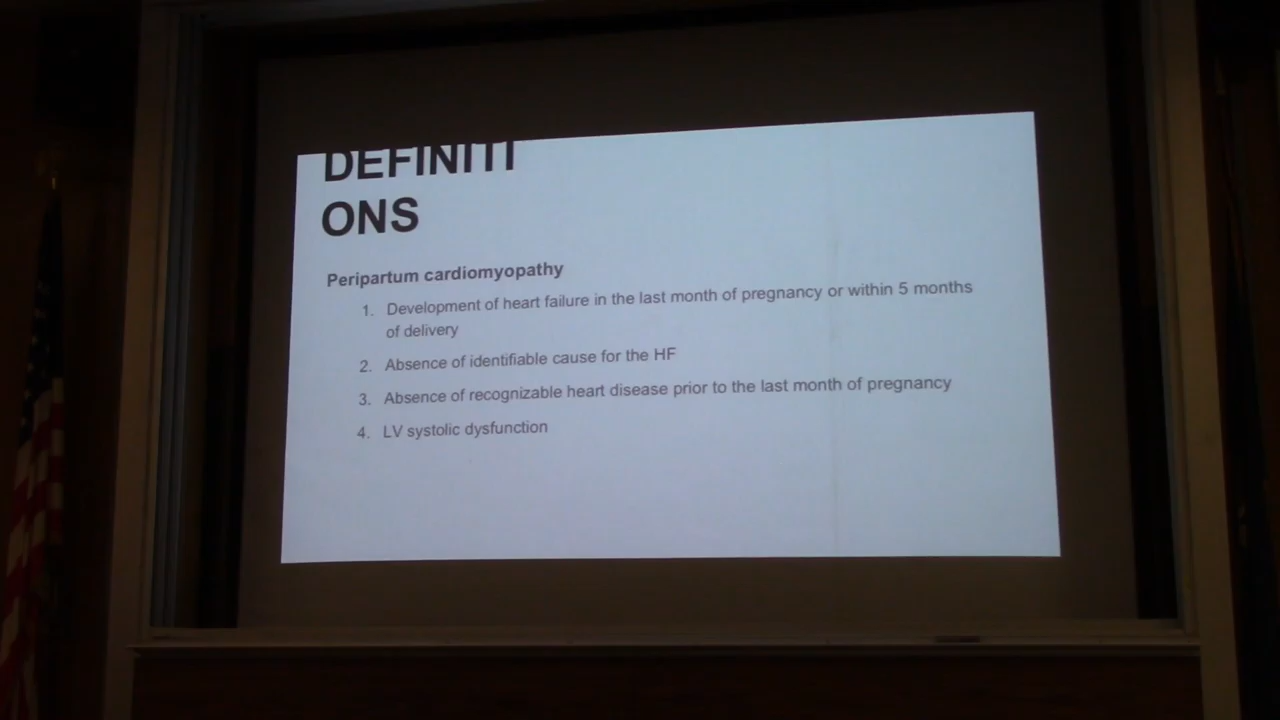 DEFINITI
ONS
Peripartum cardiomyopathy
1. Development of heart failure in the last month of pregnancy or within 5 months
of delivery
2. Absence of identifiable cause for the HF
3. Absence of recognizable heart disease prior to the last month of pregnancy
4. LV systolic dysfunction